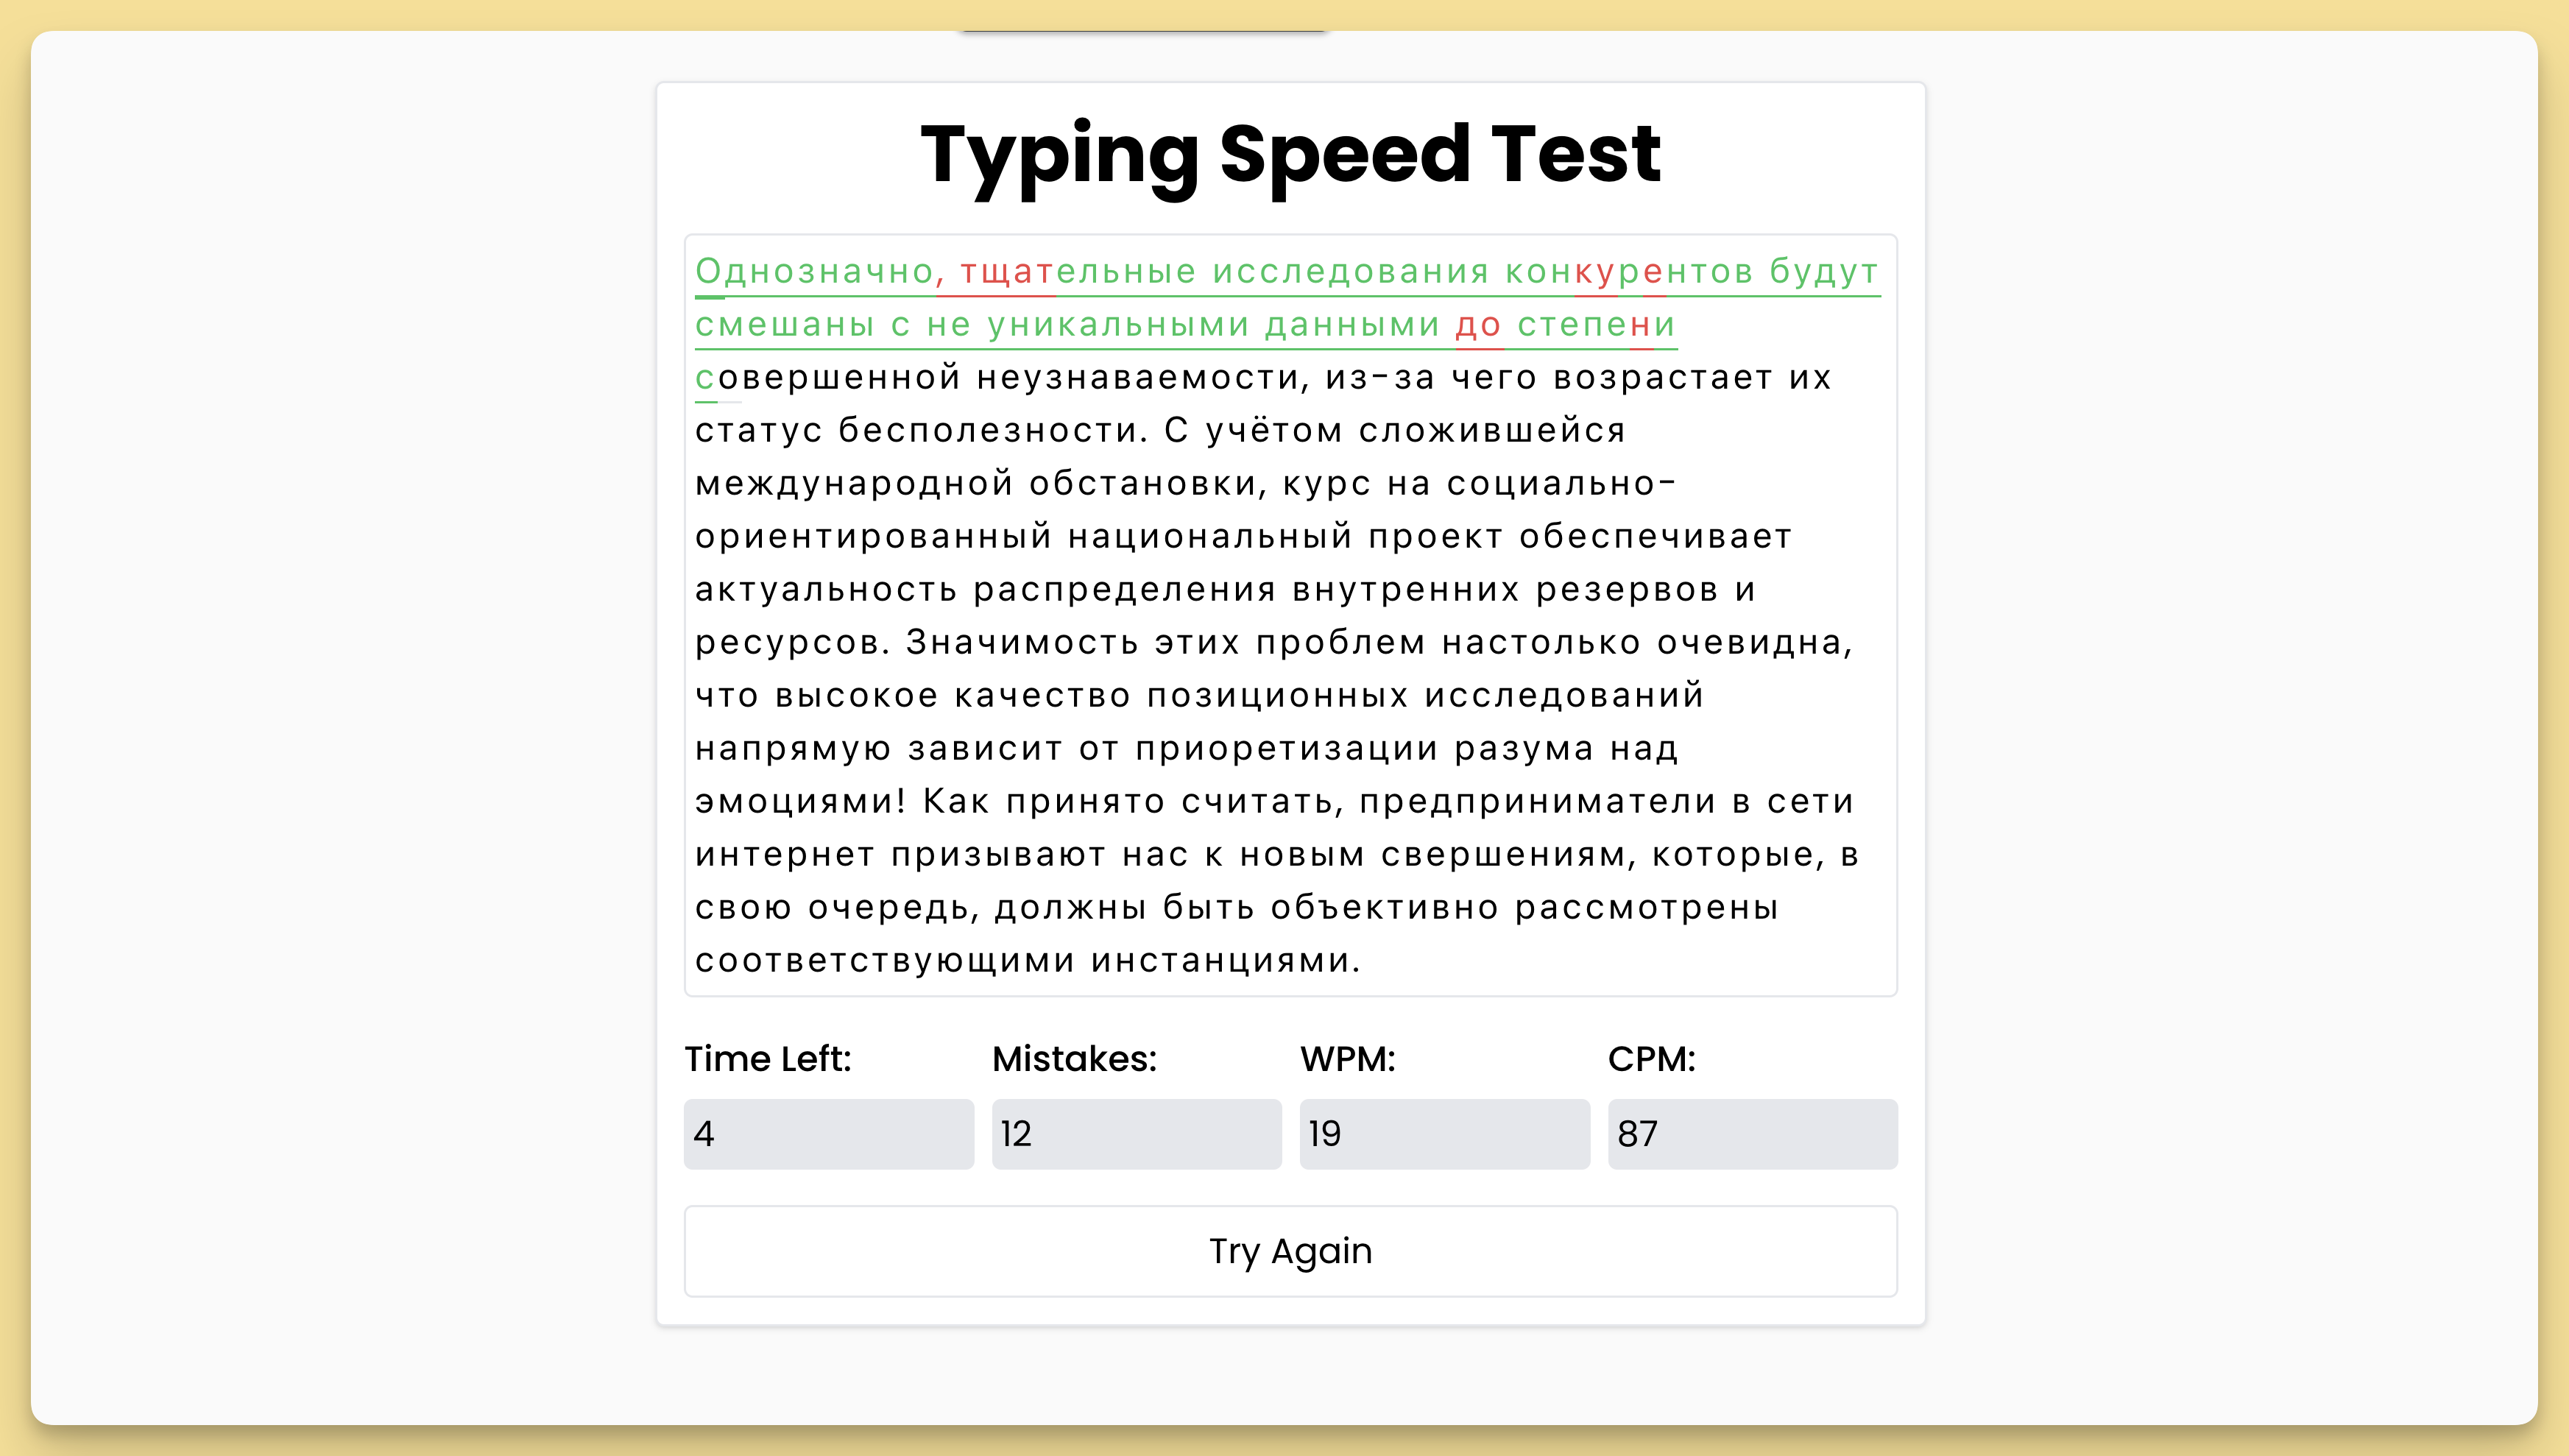 Typing Speed Test
Однозначно, тщательные исследования конкурентов будут
смешаны с не уникальными данными до степени
совершенной неузнаваемости, из-за чего возрастает их
статус бесполезности. С учётом сложившейся
международной обстановки, курс на социально-
ориентированный национальный проект обеспечивает
актуальность распределения внутренних резервов и
ресурсов. Значимость этих проблем настолько очевидна,
что высокое качество позиционных исследований
напрямую зависит от приоретизации разума над
эмоциями! Как принято считать, предприниматели в сети
интернет призывают нас к новым свершениям, которые, в
свою очередь, должны быть объективно рассмотрены
соответствующими инстанциями.
Time Left: Mistakes: WPM: CPM:
4 12 19 87
Try Again